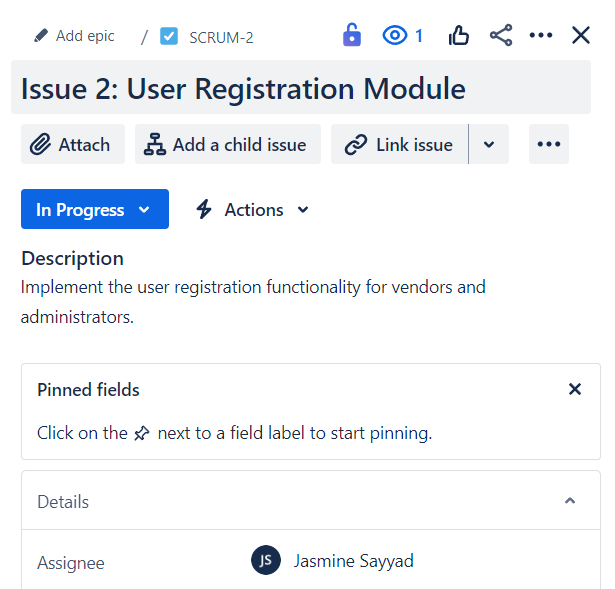 Add epic / SCRUM-2 1
Issue 2: User Registration Module
Attach Add a child issue Link issue
In Progress Actions
Description
Implement the user registration functionality for vendors and
administrators.
Pinned fields
Click on the next to a field label to start pinning.
Details
Assignee JS Jasmine Sayyad